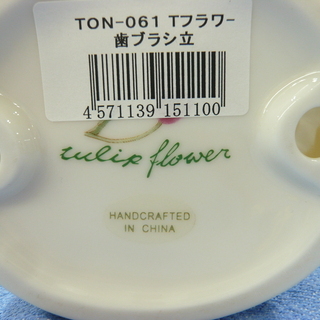 TON-061 Tフラワｰ
歯ブラシ立
4 571139 151100
tulip flower
HANDCRAFTED
IN CHINA